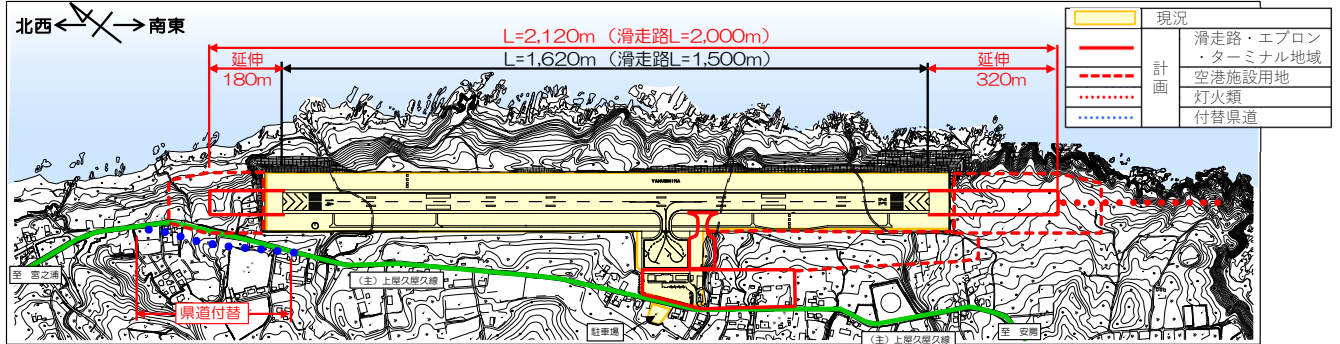 北西 南東
L=2,120m（滑走路L=2,000m）
延伸
180m
L=1,620m（滑走路L=1,500m）
延伸
320m
現況
計画
滑走路・エプロン
・ターミナル地域
空港施設用地
灯火類
付替県道
YAKUSHIMA
14
32
至 宮之浦
（主）上屋久屋久線
県道付替
駐車場
（主）上屋久屋久線
至 安房